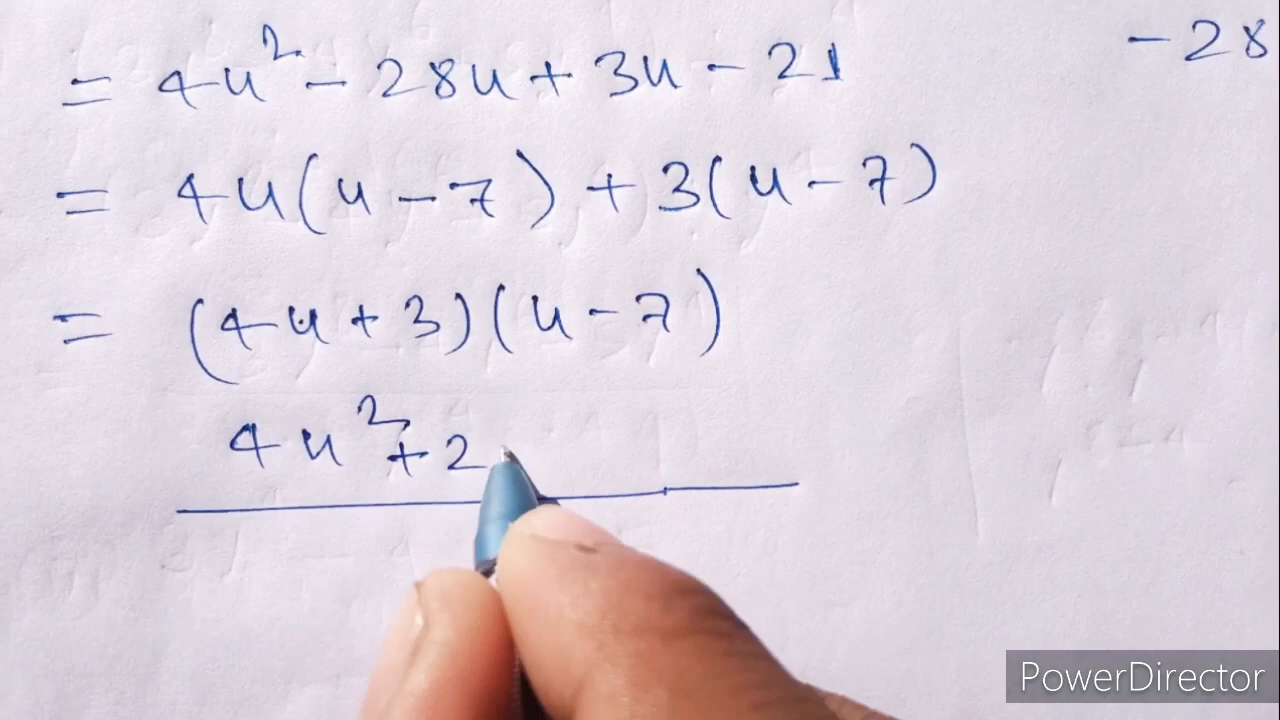 = 4u² - 28u + 3u - 21
- 28
= 4u(u - 7) + 3(u - 7)
= (4u + 3)(u - 7)
4u² + 2
PowerDirector